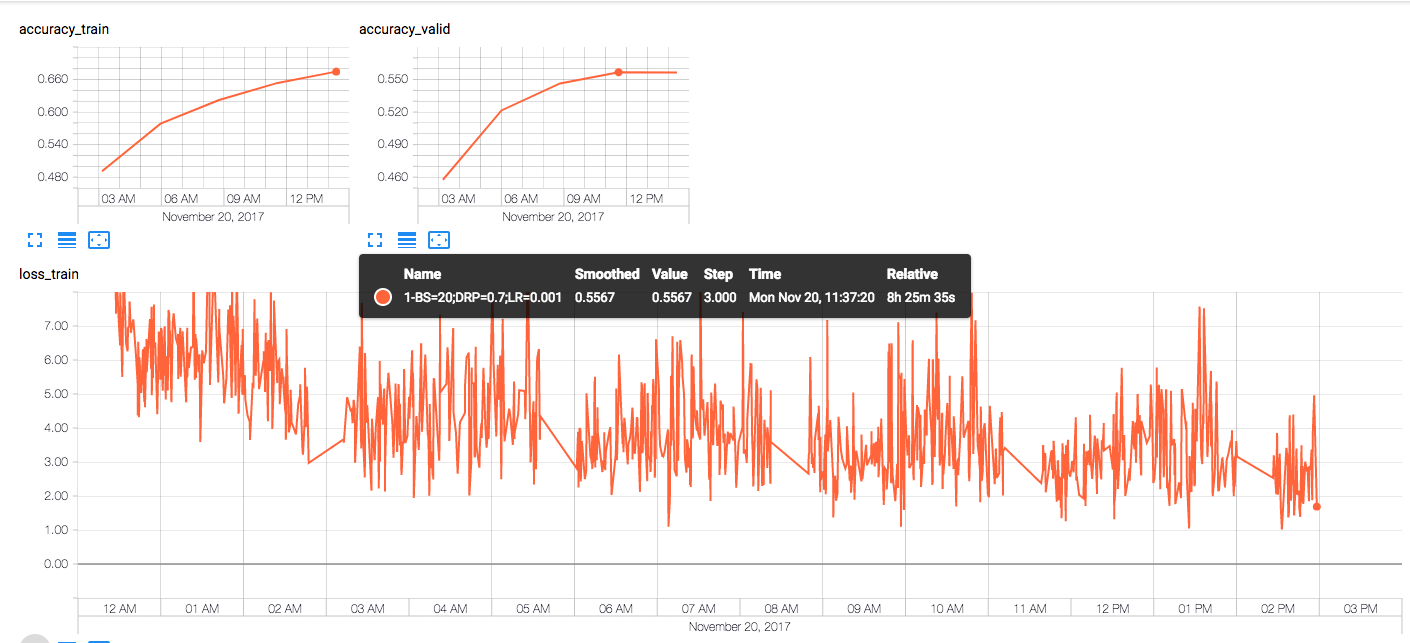 accuracy_train
accuracy_valid
0.660
0.600
0.540
0.480
03 AM 06 AM 09 AM 12 PM
November 20, 2017
0.550
0.520
0.490
0.460
03 AM 06 AM 09 AM 12 PM
November 20, 2017
loss_train
Name Smoothed Value Step Time Relative
1-BS=20;DRP=0.7;LR=0.001 0.5567 0.5567 3.000 Mon Nov 20, 11:37:20 8h 25m 35s
7.00
6.00
5.00
4.00
3.00
2.00
1.00
0.00
12 AM 01 AM 02 AM 03 AM 04 AM 05 AM 06 AM 07 AM 08 AM 09 AM 10 AM 11 AM 12 PM 01 PM 02 PM 03 PM
November 20, 2017